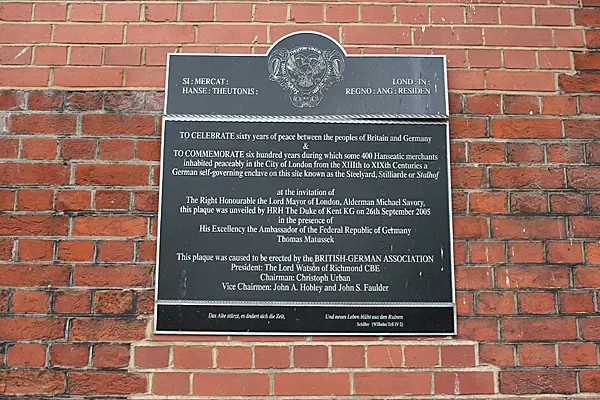 SI : MERCAT : LOND : IN :
HANSE : THEUTONIS : REGNO : ANG : RESIDEN
TO CELEBRATE sixty years of peace between the peoples of Britain and Germany
&
TO COMMEMORATE six hundred years during which some 400 Hanseatic merchants
inhabited peaceably in the City of London from the XIIIth to XIXth Centuries a
German self-governing enclave on this site known as the Steelyard, Stilliarde or Stalhof
at the invitation of
The Right Honourable the Lord Mayor of London, Alderman Michael Savory,
this plaque was unveiled by HRH The Duke of Kent KG on 26th September 2005
in the presence of
His Excellency the Ambassador of the Federal Republic of Germany
Thomas Matussek
This plaque was caused to be erected by the BRITISH-GERMAN ASSOCIATION
President: The Lord Watson of Richmond CBE
Chairman: Christoph Urban
Vice Chairmen: John A. Hobley and John S. Faulder
Das Alte stürzt, es ändert sich die Zeit, Und neues Leben blüht aus den Ruinen
Schiller (Wilhelm Tell IV 2)